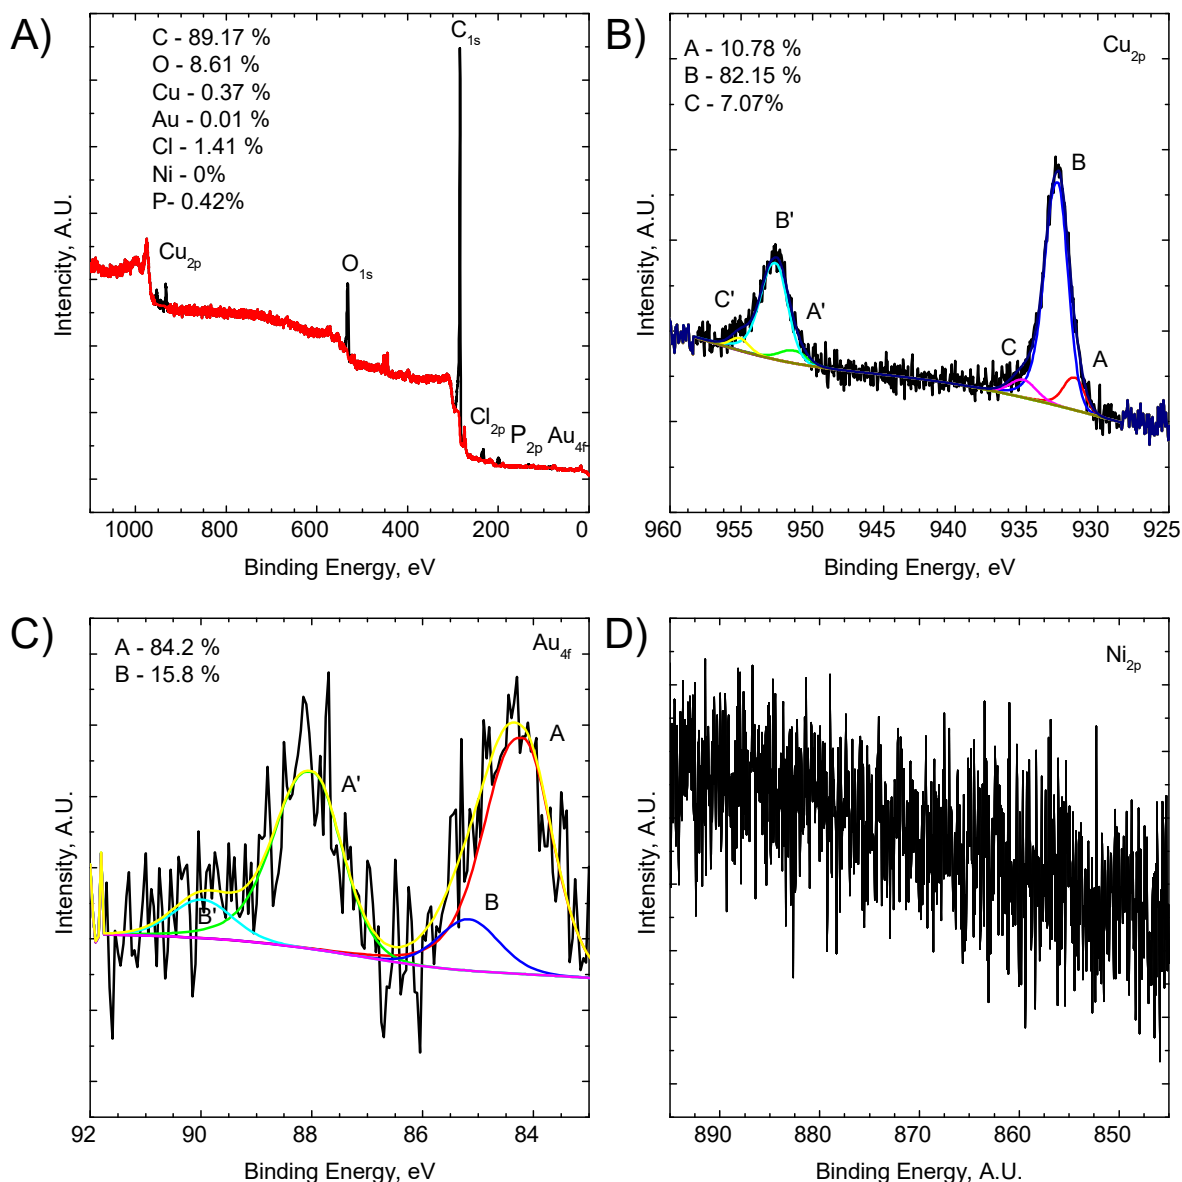 A)
C - 89.17 %
O - 8.61 %
Cu - 0.37 %
Au - 0.01 %
Cl - 1.41 %
Ni - 0%
P- 0.42%
C1s
Cu2p
O1s
Cl2p P2p Au4f
Intencity, A.U.
1000 800 600 400 200 0
Binding Energy, eV
B)
A - 10.78 %
B - 82.15 %
C - 7.07%
Cu2p
B
B'
C'
A'
C
A
Intensity, A.U.
960 955 950 945 940 935 930 925
Binding Energy, eV
C)
A - 84.2 %
B - 15.8 %
Au4f
A
A'
B
B'
Intensity, A.U.
92 90 88 86 84
Binding Energy, eV
D)
Ni2p
Intensity, A.U
890 880 870 860 850
Binding Energy, A.U.